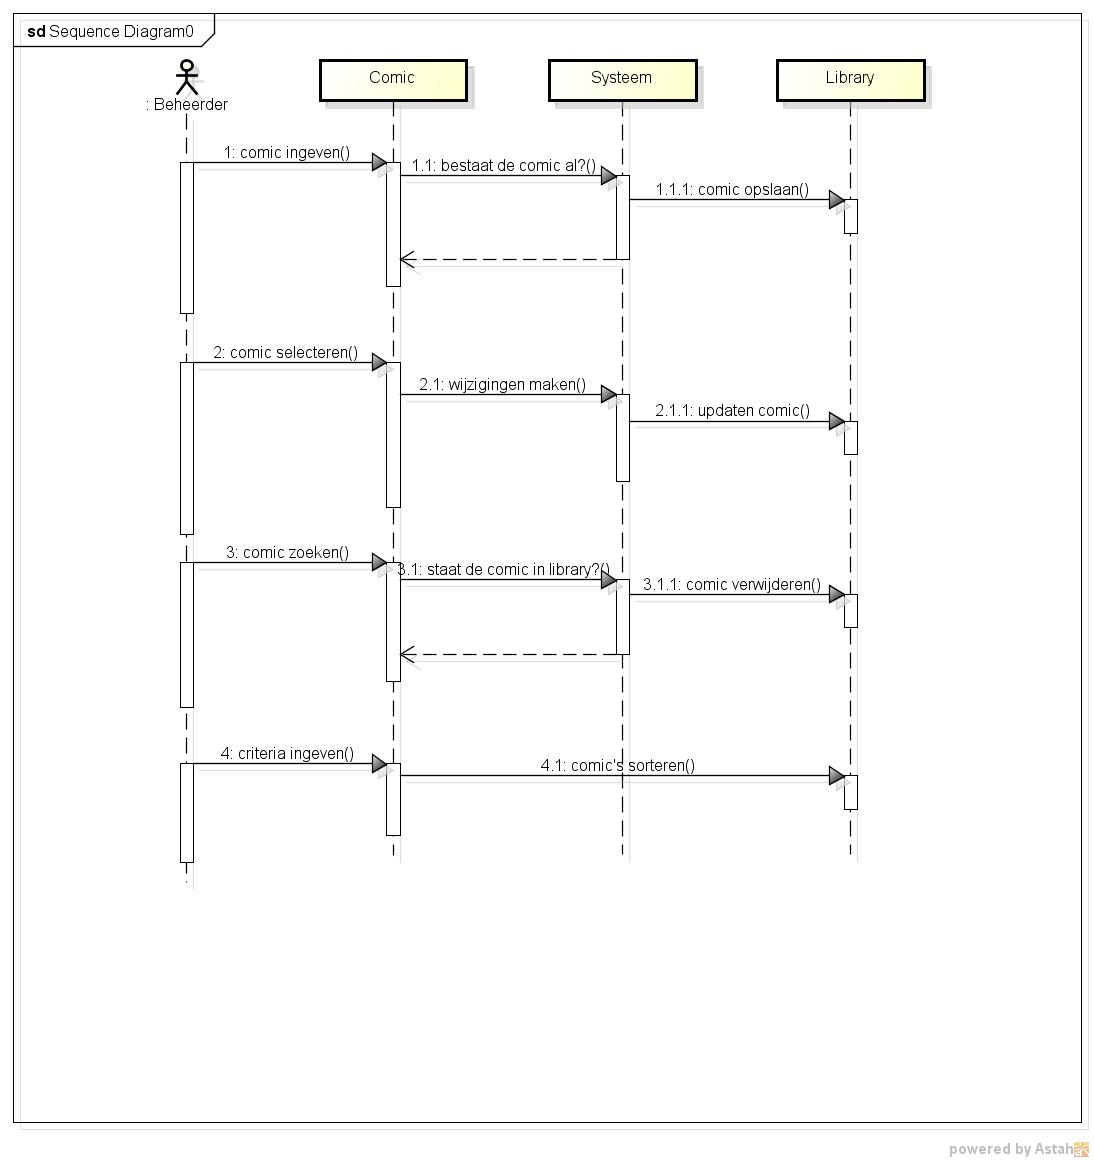 sd Sequence Diagram0
: Beheerder
Comic
Systeem
Library
1: comic ingeven()
1.1: bestaat de comic al?()
1.1.1: comic opslaan()
2: comic selecteren()
2.1: wijzigingen maken()
2.1.1: updaten comic()
3: comic zoeken()
3.1: staat de comic in library?()
3.1.1: comic verwijderen()
4: criteria ingeven()
4.1: comic's sorteren()
powered by Astah